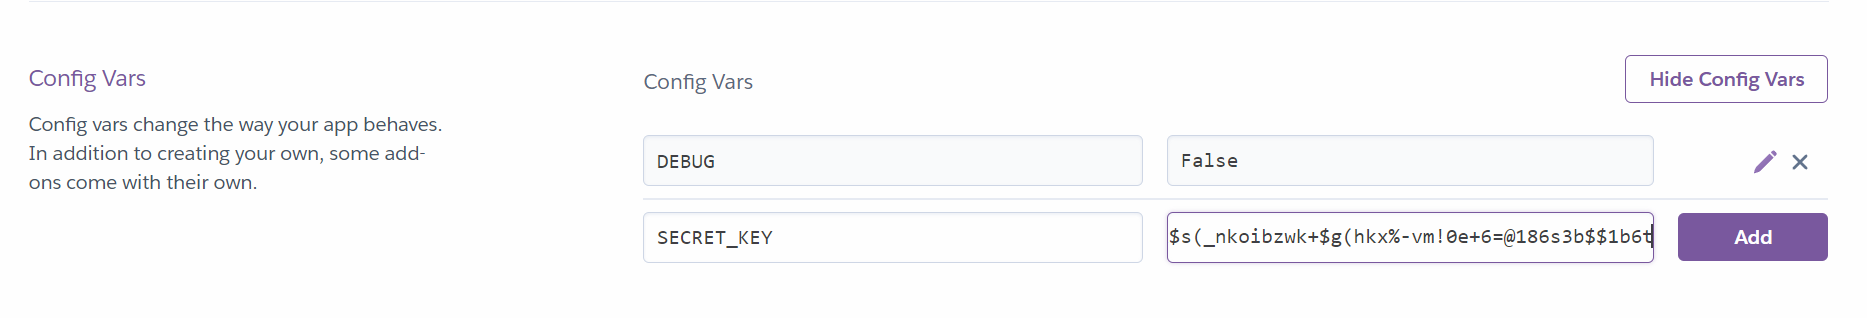 Config Vars
Config vars change the way your app behaves.
In addition to creating your own, some add-
ons come with their own.
Config Vars
Hide Config Vars
DEBUG
False
SECRET_KEY
$s(_nkoibzwk+$g(hkx%-vm!0e+6=@186s3b$$1b6t
Add